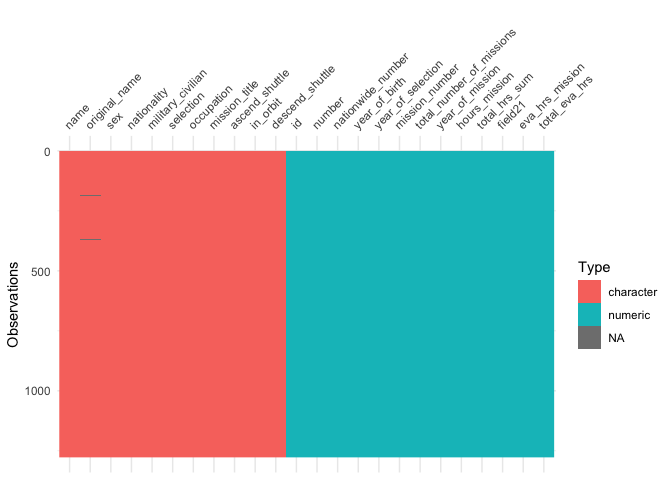 name
original_name
sex
nationality
military_civilian
selection
occupation
mission_title
ascend_shuttle
in_orbit
descend_shuttle
id
number
nationwide_number
year_of_birth
year_of_selection
mission_number
total_number_of_missions
year_of_mission
hours_mission
total_hrs_sum
field21
eva_hrs_mission
total_eva_hrs
0
500
1000
Observations
Type
character
numeric
NA